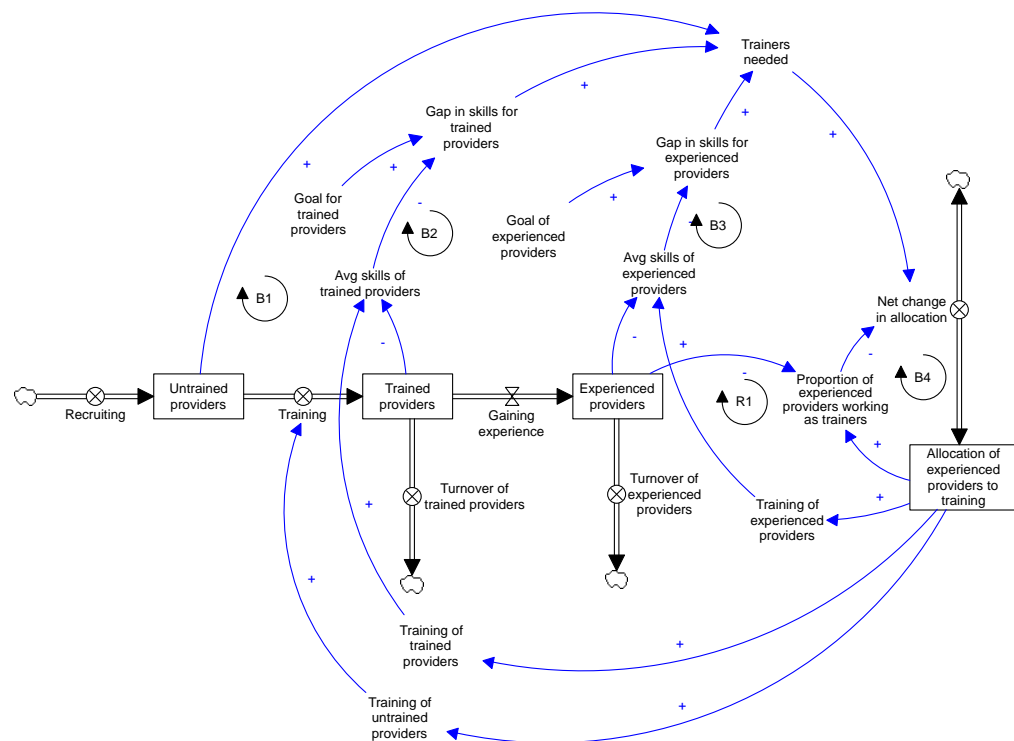 Trainers
needed
+
Gap in skills for
trained
providers
+
+
Gap in skills for
experienced
providers
+
+
+
-
Goal for
trained
providers
+
Goal of
experienced
providers
-
B2
B3
Avg skills of
trained providers
Avg skills of
experienced
providers
B1
Net change
in allocation
-
-
+
-
-
B4
Untrained
providers
Trained
providers
Experienced
providers
R1
Proportion of
experienced
providers working
as trainers
Recruiting
Training
Gaining
experience
+
Allocation of
experienced
providers to
training
Turnover of
trained providers
Turnover of
experienced
providers
+
+
Training of
experienced
providers
+
Training of
trained
providers
+
Training of
untrained
providers
+